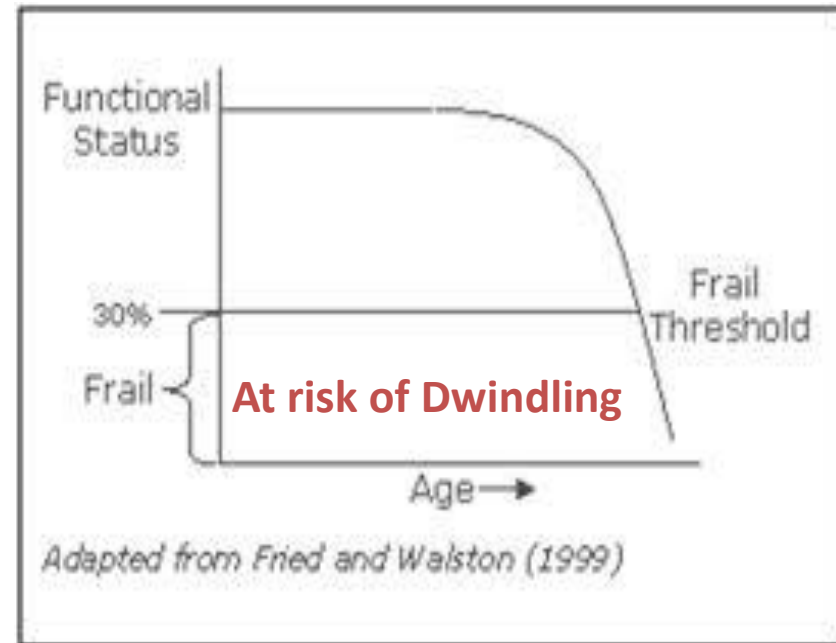 Functional
Status
30%
Frail
Threshold
Frail
At risk of Dwindling
Age
Adapted from Fried and Walston (1999)